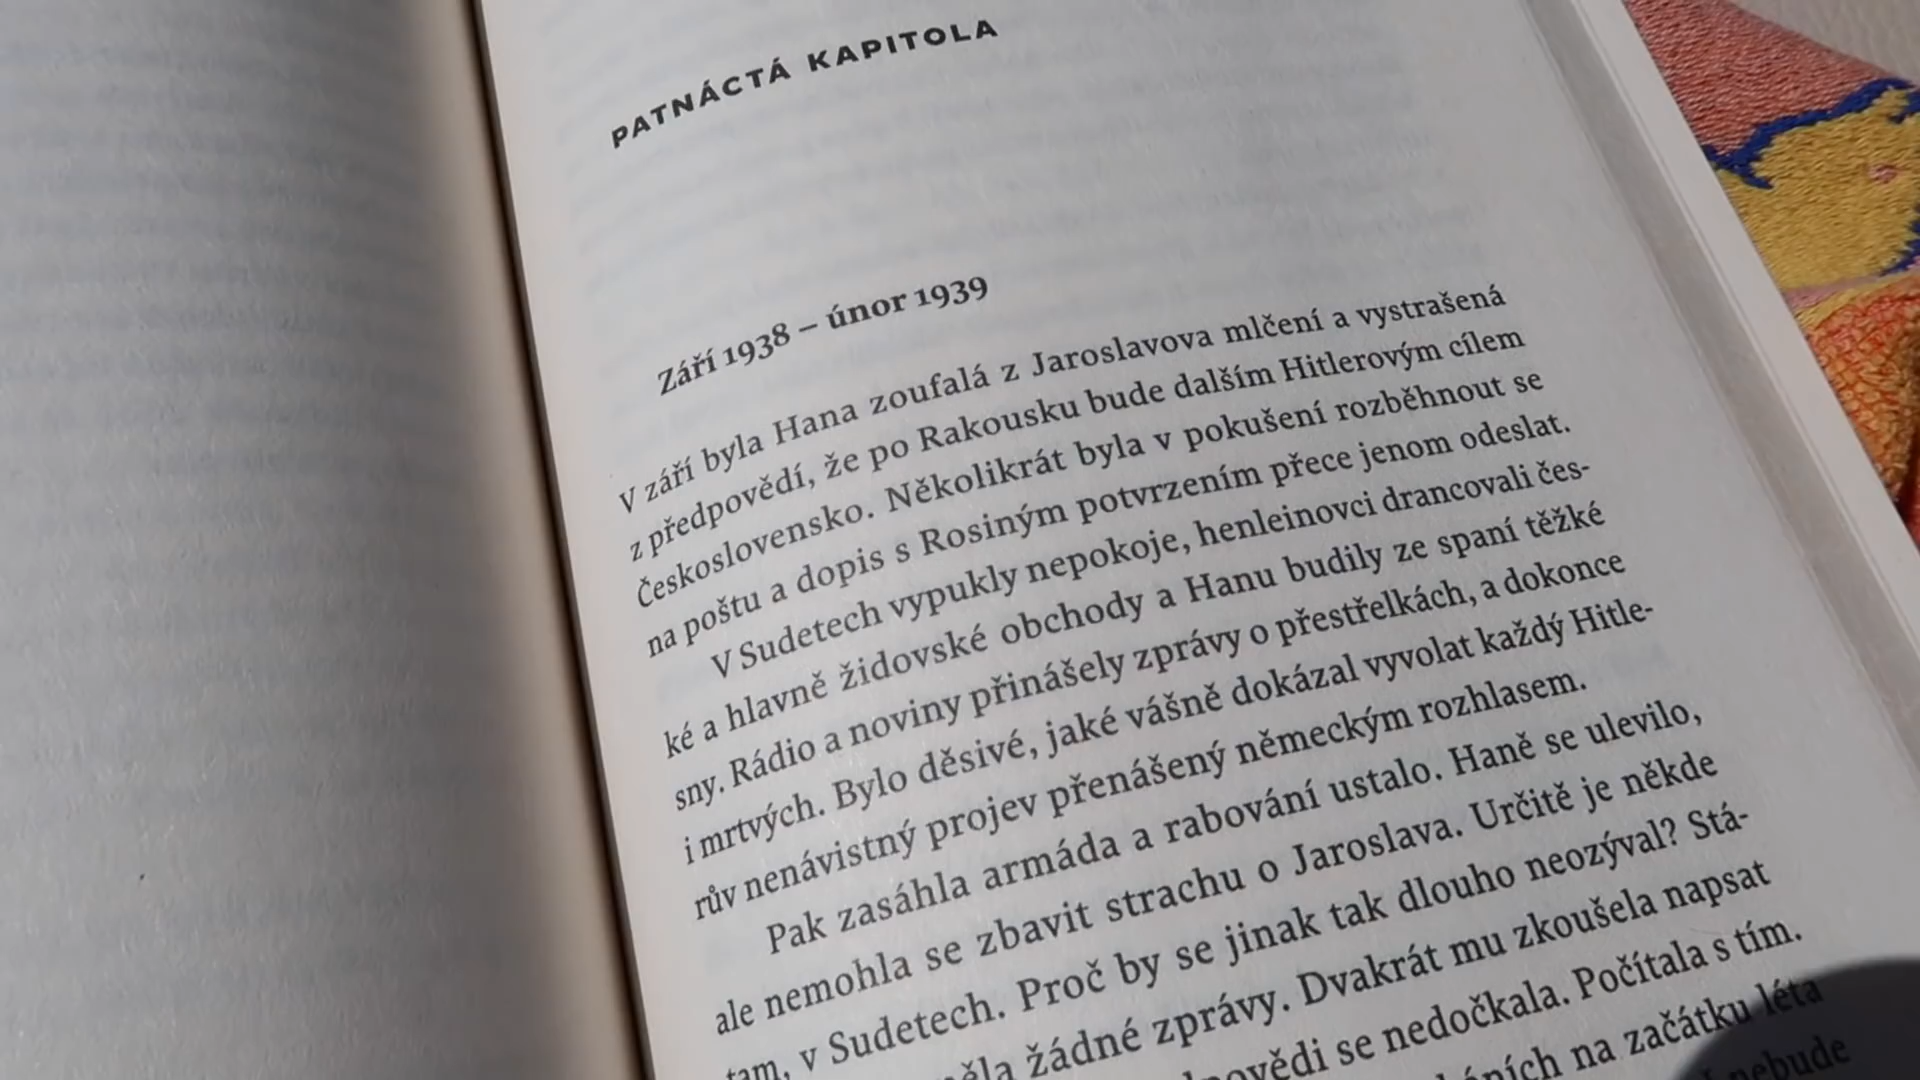 PATNÁCTÁ KAPITOLA
Září 1938 – únor 1939
V září byla Hana zoufalá z Jaroslavova mlčení a vystrašená
z předpovědí, že po Rakousku bude dalším Hitlerovým cílem
Československo. Několikrát byla v pokušení rozběhnout se
na poštu a dopis s Rosiným potvrzením přece jenom odeslat.
V Sudetech vypukly nepokoje, henleinovci drancovali čes-
ké a hlavně židovské obchody a Hanu budily ze spaní těžké
sny. Rádio a noviny přinášely zprávy o přestřelkách, a dokonce
i mrtvých. Bylo děsivé, jaké vášně dokázal vyvolat každý Hitle-
rův nenávistný projev přenášený německým rozhlasem.
Pak zasáhla armáda a rabování ustalo. Haně se ulevilo,
ale nemohla se zbavit strachu o Jaroslava. Určitě je někde
tam, v Sudetech. Proč by se jinak tak dlouho neozýval? Stá-
žádné zprávy. Dvakrát mu zkoušela napsat
se nedočkala. Počítala s tím.
na začátku léta
nebude